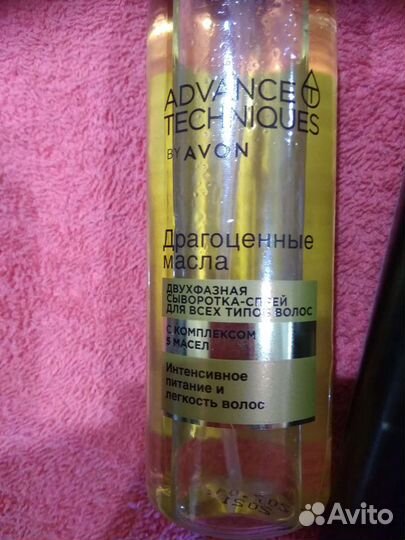 ADVANCE
TECHNIQUES
BY AVON
Драгоценные
масла
ДВУХФАЗНАЯ
СЫВОРОТКА-СПРЕЙ
ДЛЯ ВСЕХ ТИПОВ ВОЛОС
С КОМПЛЕКСОМ
5 МАСЕЛ
Интенсивное
питание и
легкость волос
Avito